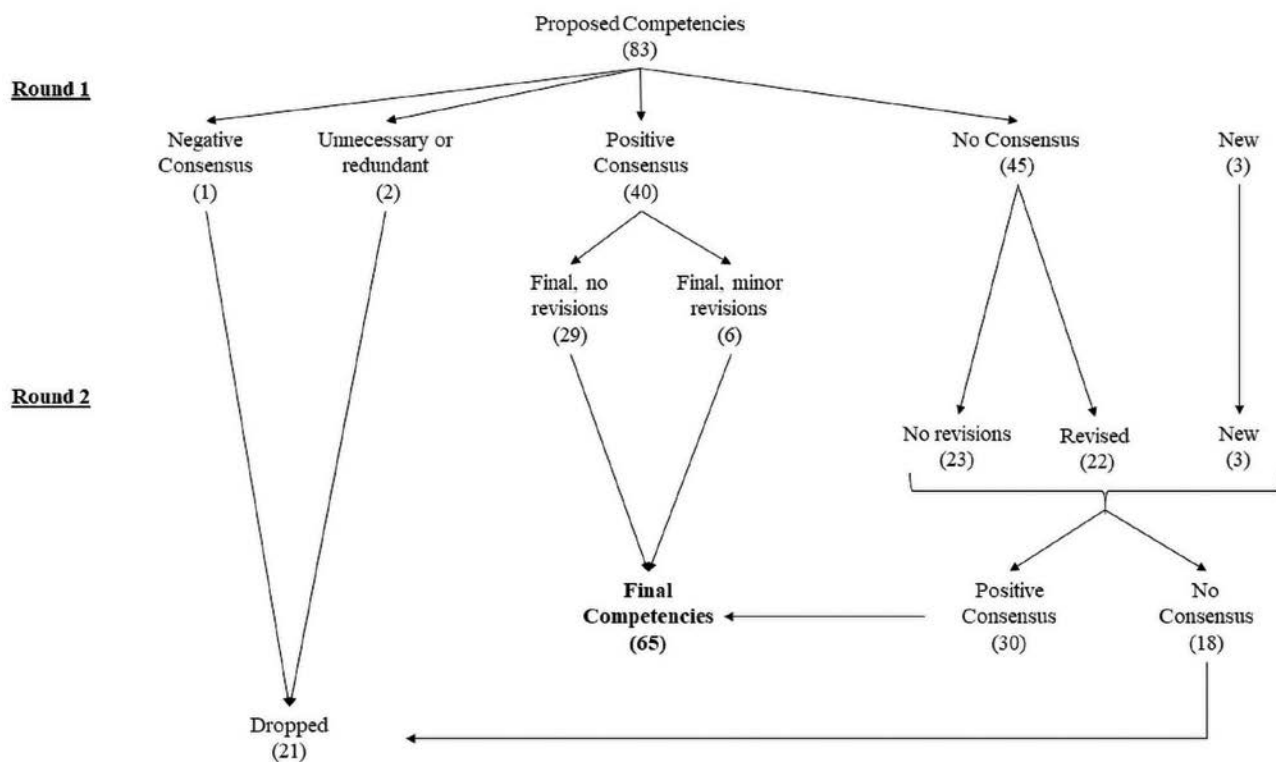 Proposed Competencies
(83)
Round 1
Negative
Consensus
(1)
Unnecessary or
redundant
(2)
Positive
Consensus
(40)
No Consensus
(45)
New
(3)
Final, no
revisions
(29)
Final, minor
revisions
(6)
Round 2
No revisions
(23)
Revised
(22)
New
(3)
Final
Competencies
(65)
Positive
Consensus
(30)
No
Consensus
(18)
Dropped
(21)